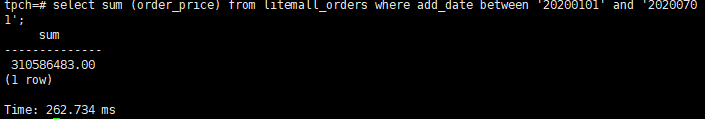 tpch=# select sum (order_price) from litemall_orders where add_date between '20200101' and '2020070
1';
sum
--------------
310586483.00
(1 row)
Time: 262.734 ms